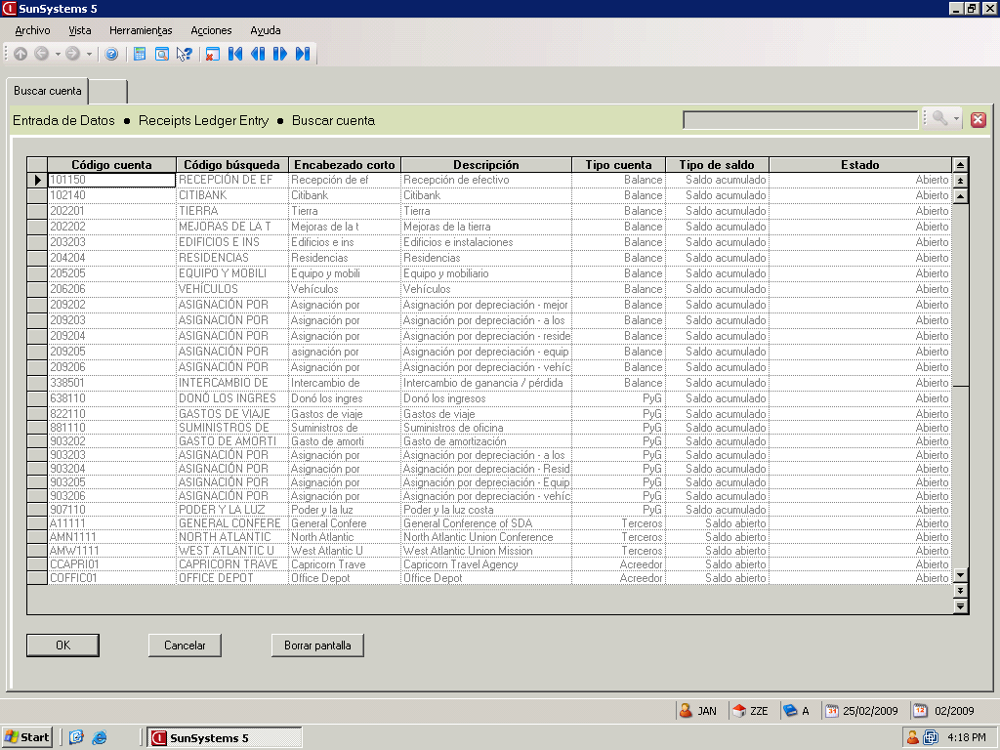 SunSystems 5
Archivo Vista Herramientas Acciones Ayuda
Buscar cuenta
Entrada de Datos ● Receipts Ledger Entry ● Buscar cuenta
Código cuenta Código búsqueda Encabezado corto Descripción Tipo cuenta Tipo de saldo Estado
101150 RECEPCIÓN DE EF Recepción de ef Recepción de efectivo Balance Saldo acumulado Abierto
102140 CITIBANK Citibank Citibank Balance Saldo acumulado Abierto
202201 TIERRA Tierra Tierra Balance Saldo acumulado Abierto
202202 MEJORAS DE LA T Mejoras de la t Mejoras de la tierra Balance Saldo acumulado Abierto
203203 EDIFICIOS E INS Edificios e ins Edificios e instalaciones Balance Saldo acumulado Abierto
204204 RESIDENCIAS Residencias Residencias Balance Saldo acumulado Abierto
205205 EQUIPO Y MOBILI Equipo y mobili Equipo y mobiliario Balance Saldo acumulado Abierto
206206 VEHÍCULOS Vehículos Vehículos Balance Saldo acumulado Abierto
209202 ASIGNACIÓN POR Asignación por Asignación por depreciación - mejor Balance Saldo acumulado Abierto
209203 ASIGNACIÓN POR Asignación por Asignación por depreciación - a los Balance Saldo acumulado Abierto
209204 ASIGNACIÓN POR Asignación por Asignación por depreciación - reside Balance Saldo acumulado Abierto
209205 ASIGNACIÓN POR asignación por Asignación por depreciación - equip Balance Saldo acumulado Abierto
209206 ASIGNACIÓN POR Asignación por Asignación por depreciación - vehíc Balance Saldo acumulado Abierto
338501 INTERCAMBIO DE Intercambio de Intercambio de ganancia / pérdida Balance Saldo acumulado Abierto
638110 DONÓ LOS INGRES Donó los ingres Donó los ingresos PyG Saldo acumulado Abierto
822110 GASTOS DE VIAJE Gastos de viaje Gastos de viaje PyG Saldo acumulado Abierto
881110 SUMINISTROS DE Suministros de Suministros de oficina PyG Saldo acumulado Abierto
903202 GASTO DE AMORTI Gasto de amorti Gasto de amortización PyG Saldo acumulado Abierto
903203 ASIGNACIÓN POR Asignación por Asignación por depreciación - a los PyG Saldo acumulado Abierto
903204 ASIGNACIÓN POR Asignación por Asignación por depreciación - Resid PyG Saldo acumulado Abierto
903205 ASIGNACIÓN POR Asignación por Asignación por depreciación - Equip PyG Saldo acumulado Abierto
903206 ASIGNACIÓN POR Asignación por Asignación por depreciación - vehíc PyG Saldo acumulado Abierto
907110 PODER Y LA LUZ Poder y la luz Poder y la luz costa PyG Saldo acumulado Abierto
A11111 GENERAL CONFERE General Confere General Conference of SDA Terceros Saldo abierto Abierto
AMN1111 NORTH ATLANTIC North Atlantic North Atlantic Union Conference Terceros Saldo abierto Abierto
AMW1111 WEST ATLANTIC U West Atlantic U West Atlantic Union Mission Terceros Saldo abierto Abierto
CCAPRI01 CAPRICORN TRAVE Capricorn Trave Capricorn Travel Agency Acreedor Saldo abierto Abierto
COFFIC01 OFFICE DEPOT Office Depot Office Depot Acreedor Saldo abierto Abierto
OK Cancelar Borrar pantalla
JAN ZZE A 25/02/2009 02/2009
Start SunSystems 5 4:18 PM